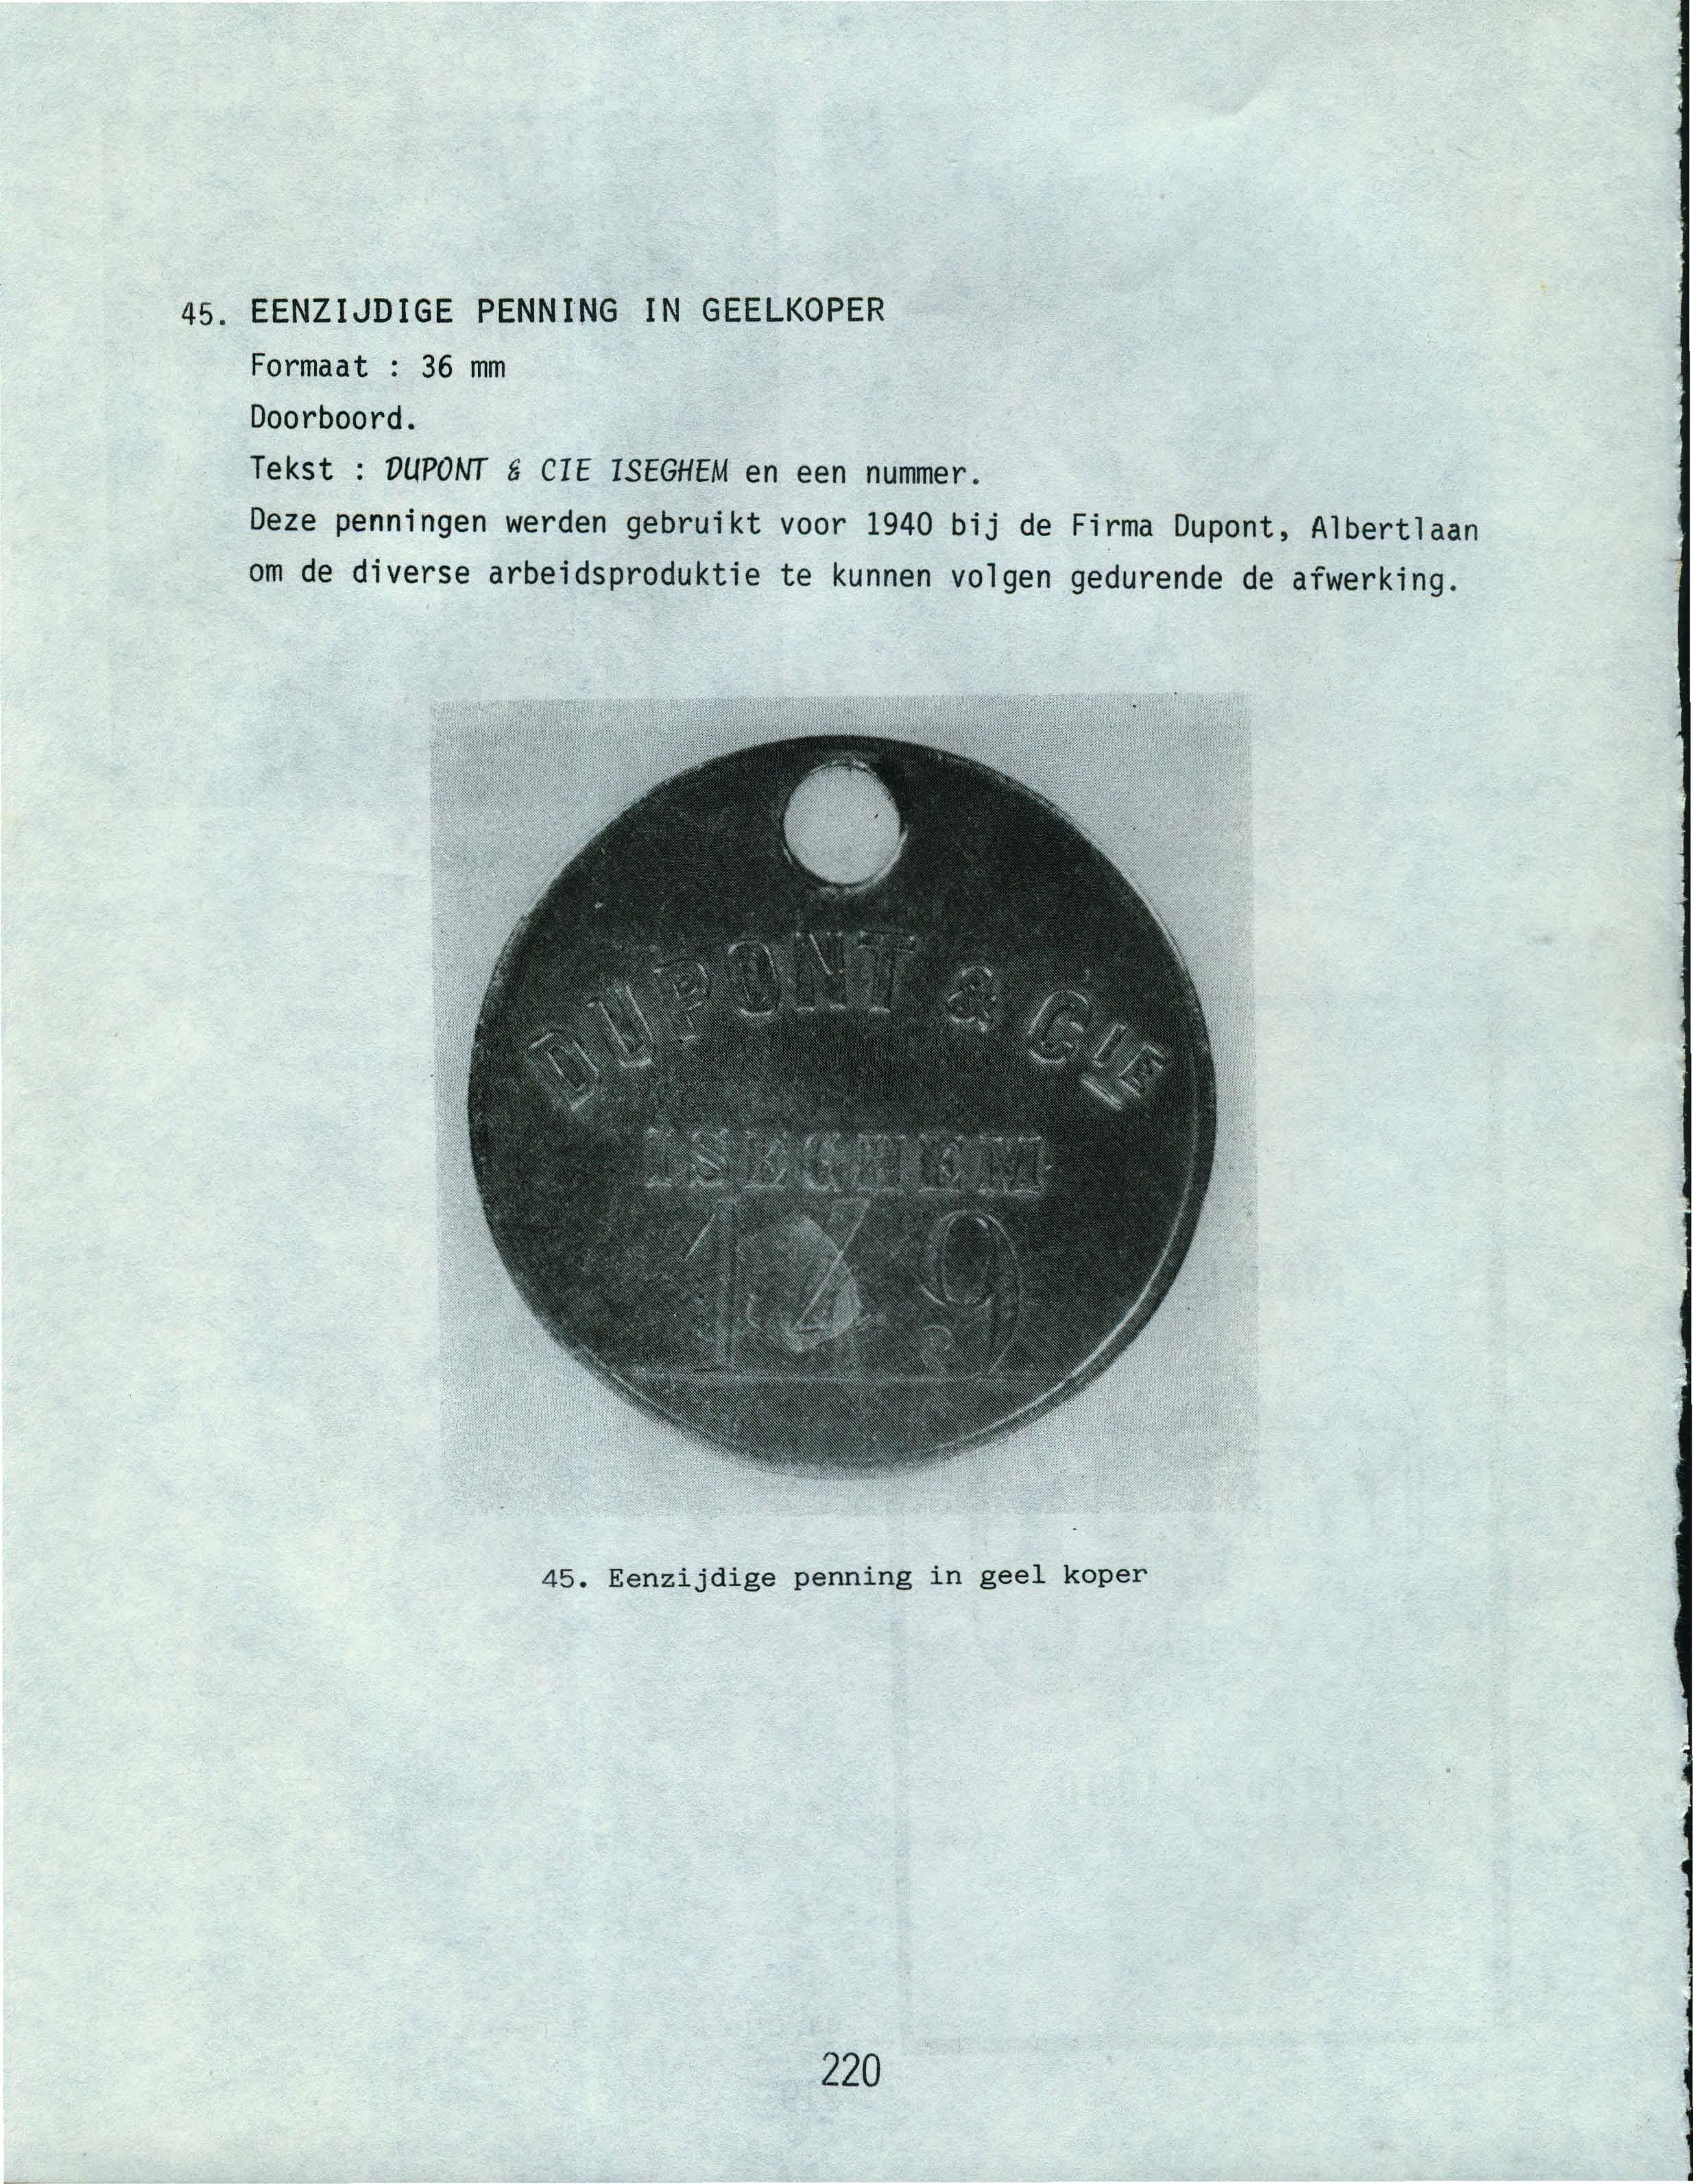 45. EENZIJDIGE PENNING IN GEELKOPER
Formaat : 36 mm
Doorboord.
Tekst : DUPONT & CIE ISEGHEM en een nummer.
Deze penningen werden gebruikt voor 1940 bij de Firma Dupont, Albertlaan
om de diverse arbeidsproduktie te kunnen volgen gedurende de afwerking.
DUPONT & CIE
ISEGHEM
45. Eenzijdige penning in geel koper
220